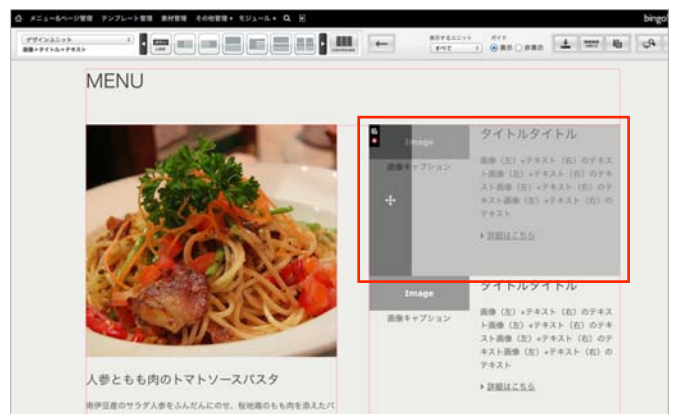 メニュー&ページ管理 テンプレート管理 素材管理 その他管理 モジュール bingo!
デザインユニット
画像+タイトル+テキスト
表示するユニット
すべて
ガイド
表示 非表示
MENU
Image
画像キャプション
タイトルタイトル
画像(左)+テキスト(右)のテキス
ト画像(左)+テキスト(右)のテキ
スト画像(左)+テキスト(右)のテ
キスト画像(左)+テキスト(右)の
テキスト
詳細はこちら
Image
画像キャプション
タイトルタイトル
画像(左)+テキスト(右)のテキス
ト画像(左)+テキスト(右)のテキ
スト画像(左)+テキスト(右)のテ
キスト画像(左)+テキスト(右)の
テキスト
詳細はこちら
人参ともも肉のトマトソースパスタ
南伊豆産のサラダ人参をふんだんにのせ、桜地鶏のもも肉を添えたパ